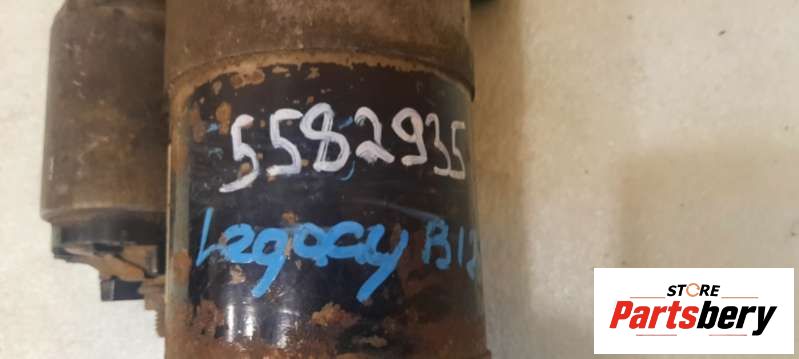 5582935
Legacy B12
STORE
Partsbery